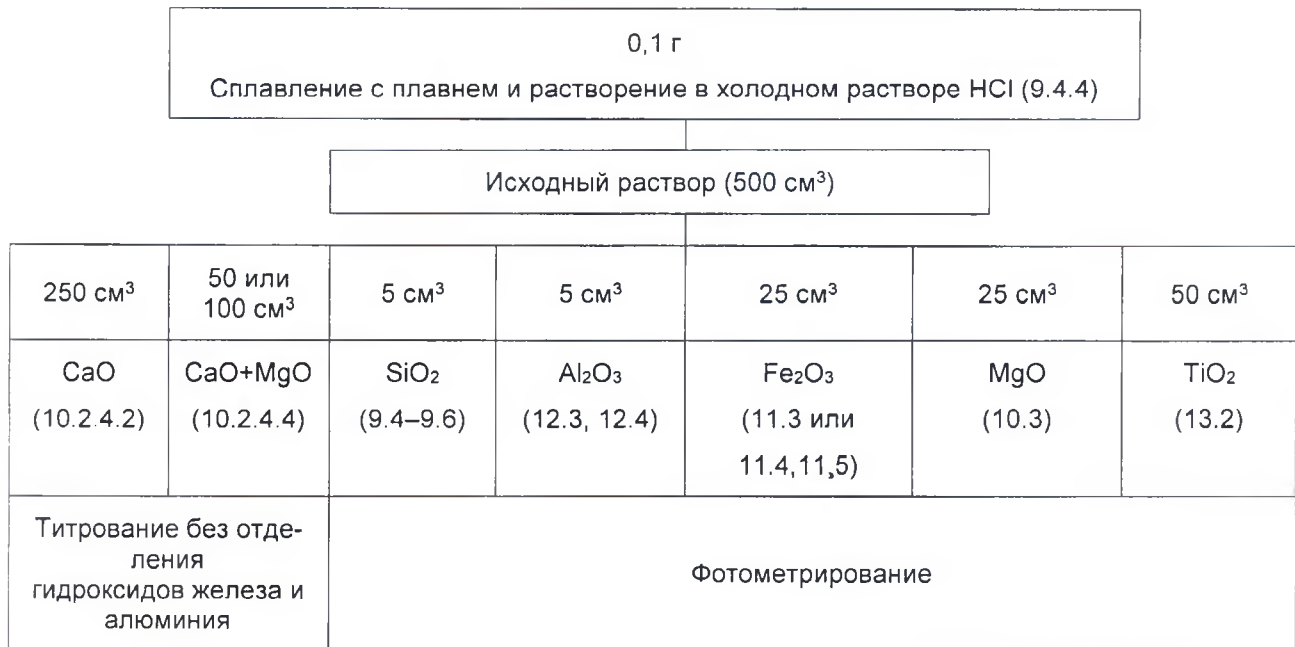 0,1 г
Сплавление с плавнем и растворение в холодном растворе HCl (9.4.4)
Исходный раствор (500 см³)
250 см³
50 или
100 см³
5 см³
5 см³
25 см³
25 см³
50 см³
CaO
(10.2.4.2)
CaO+MgO
(10.2.4.4)
SiO₂
(9.4–9.6)
Al₂O₃
(12.3, 12.4)
Fe₂O₃
(11.3 или
11.4,11,5)
MgO
(10.3)
TiO₂
(13.2)
Титрование без отде-
ления
гидроксидов железа и
алюминия
Фотометрирование